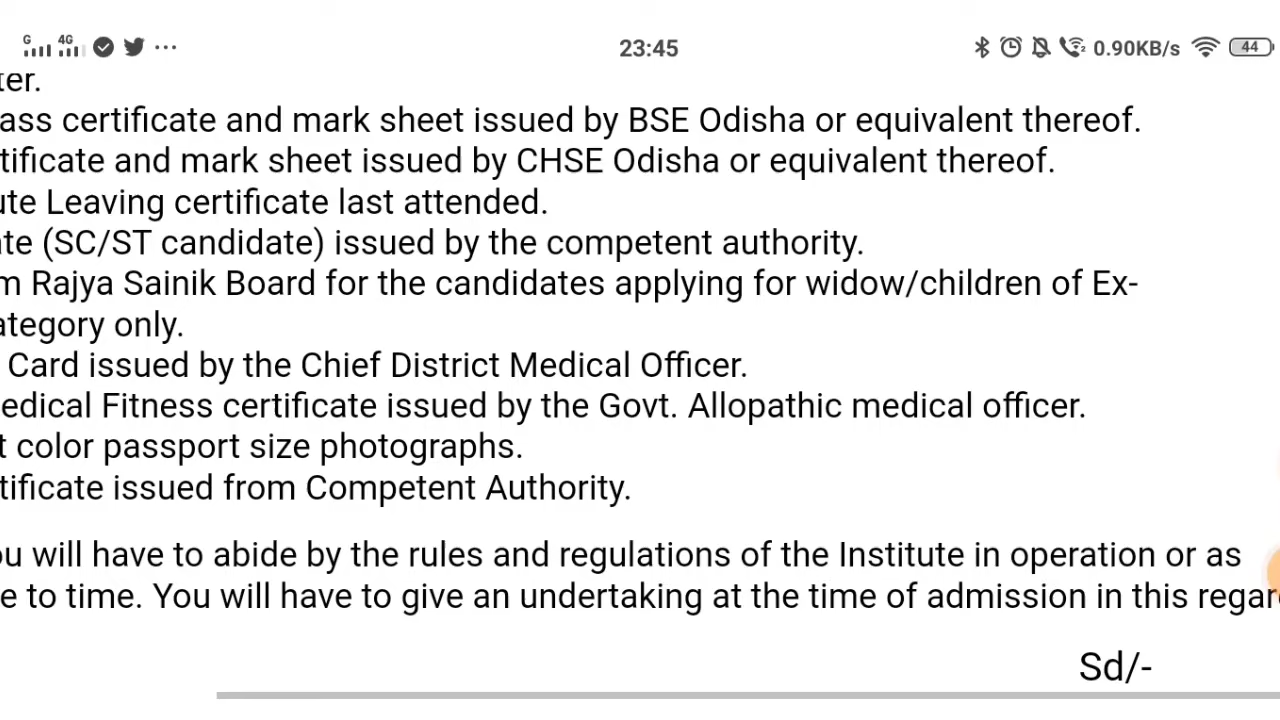 G 4G 23:45 0.90KB/s 44
ter.
ass certificate and mark sheet issued by BSE Odisha or equivalent thereof.
tificate and mark sheet issued by CHSE Odisha or equivalent thereof.
ute Leaving certificate last attended.
ate (SC/ST candidate) issued by the competent authority.
m Rajya Sainik Board for the candidates applying for widow/children of Ex-
ategory only.
Card issued by the Chief District Medical Officer.
edical Fitness certificate issued by the Govt. Allopathic medical officer.
t color passport size photographs.
tificate issued from Competent Authority.
ou will have to abide by the rules and regulations of the Institute in operation or as
e to time. You will have to give an undertaking at the time of admission in this regar
Sd/-